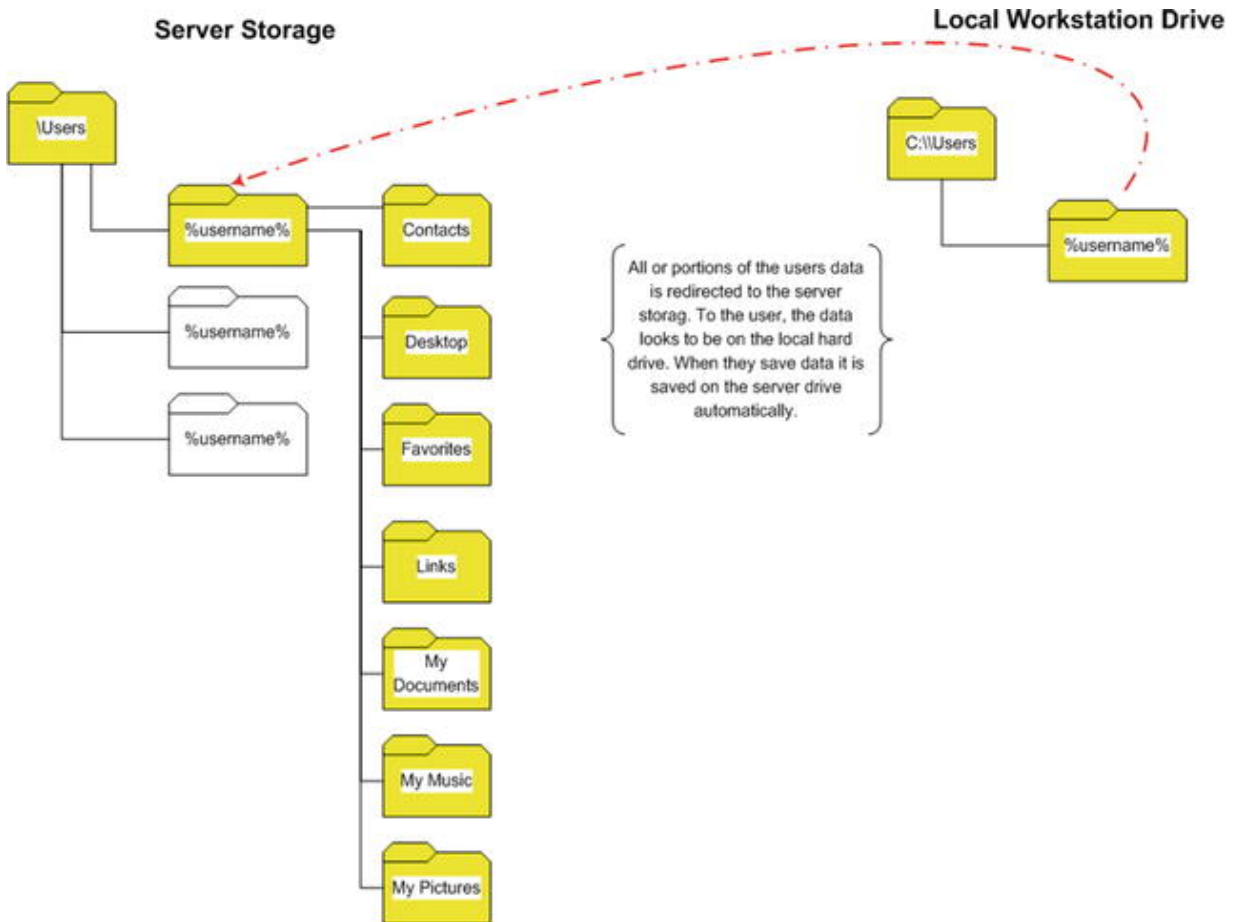 Server Storage
Local Workstation Drive
\Users
C:\\Users
%username%
Contacts
%username%
%username%
Desktop
%username%
Favorites
Links
My
Documents
My Music
My Pictures
All or portions of the users data
is redirected to the server
storag. To the user, the data
looks to be on the local hard
drive. When they save data it is
saved on the server drive
automatically.